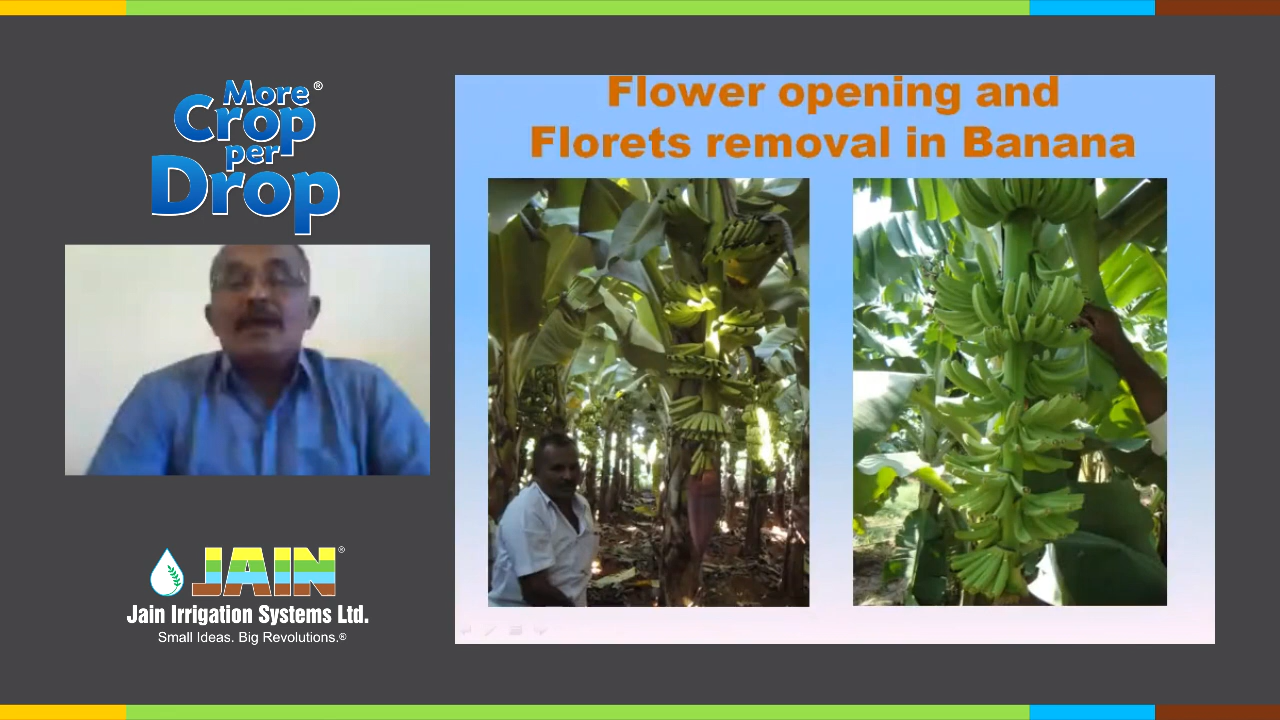 More®
Crop
per
Drop
Flower opening and
Florets removal in Banana
JAIN®
Jain Irrigation Systems Ltd.
Small Ideas. Big Revolutions.®